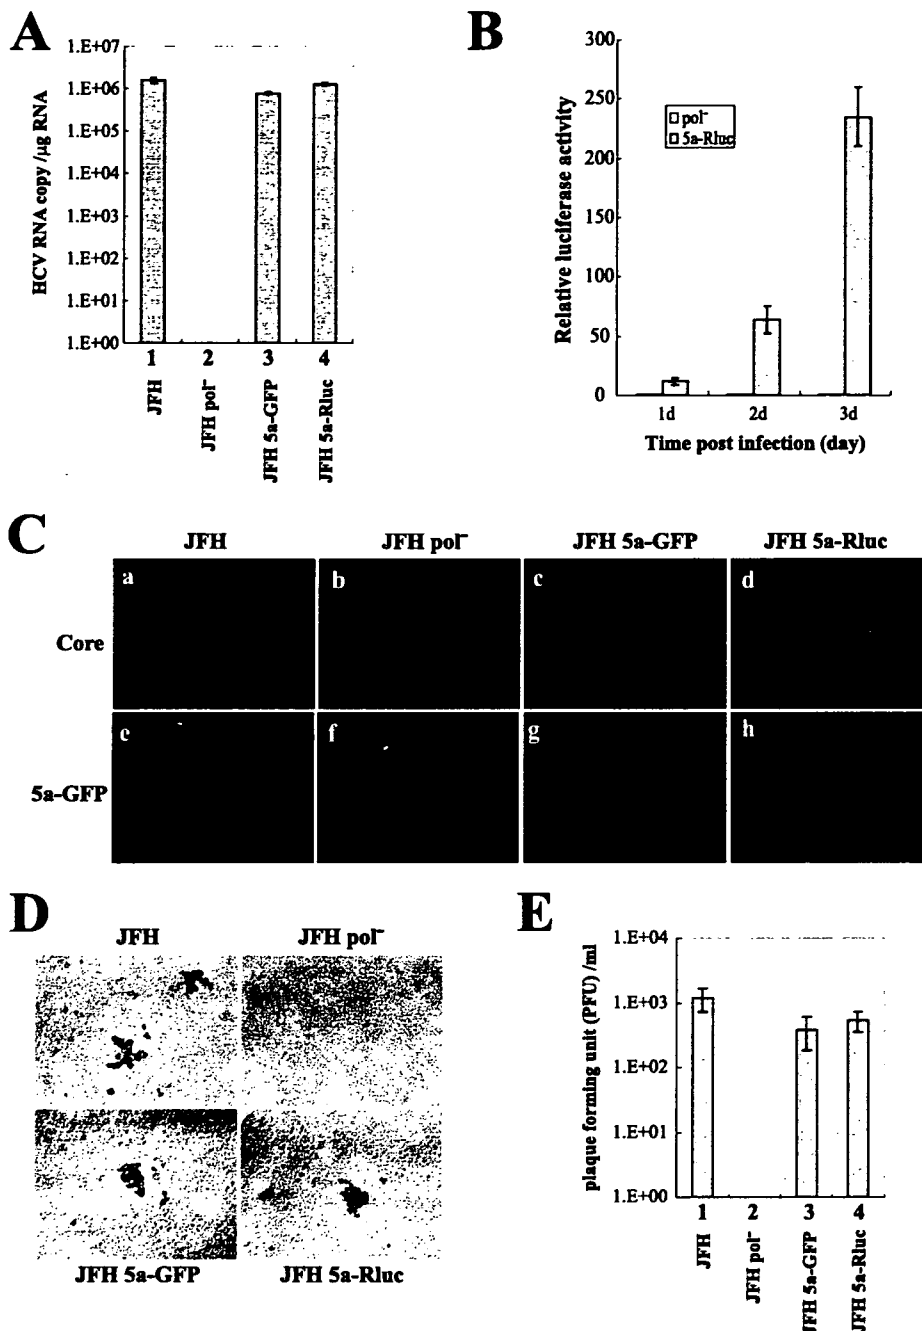 A
HCV RNA copy /µg RNA
1.E+07
1.E+06
1.E+05
1.E+04
1.E+03
1.E+02
1.E+01
1.E+00
1
2
3
4
JFH
JFH pol⁻
JFH 5a-GFP
JFH 5a-Rluc
B
Relative luciferase activity
300
250
200
150
100
50
0
pol⁻
5a-Rluc
1d
2d
3d
Time post infection (day)
C
JFH
JFH pol⁻
JFH 5a-GFP
JFH 5a-Rluc
Core
a
b
c
d
5a-GFP
e
f
g
h
D
JFH
JFH pol⁻
JFH 5a-GFP
JFH 5a-Rluc
E
plaque forming unit (PFU) /ml
1.E+04
1.E+03
1.E+02
1.E+01
1.E+00
1
2
3
4
JFH
JFH pol⁻
JFH 5a-GFP
JFH 5a-Rluc